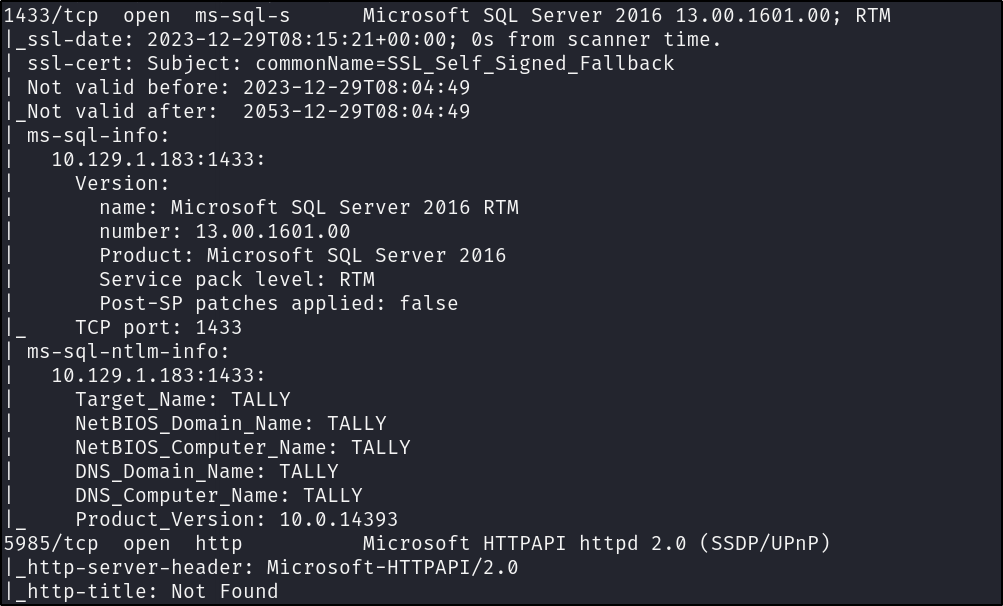 1433/tcp  open  ms-sql-s      Microsoft SQL Server 2016 13.00.1601.00; RTM
|_ssl-date: 2023-12-29T08:15:21+00:00; 0s from scanner time.
| ssl-cert: Subject: commonName=SSL_Self_Signed_Fallback
| Not valid before: 2023-12-29T08:04:49
|_Not valid after:  2053-12-29T08:04:49
| ms-sql-info:
|   10.129.1.183:1433:
|     Version:
|       name: Microsoft SQL Server 2016 RTM
|       number: 13.00.1601.00
|       Product: Microsoft SQL Server 2016
|       Service pack level: RTM
|       Post-SP patches applied: false
|_    TCP port: 1433
| ms-sql-ntlm-info:
|   10.129.1.183:1433:
|     Target_Name: TALLY
|     NetBIOS_Domain_Name: TALLY
|     NetBIOS_Computer_Name: TALLY
|     DNS_Domain_Name: TALLY
|     DNS_Computer_Name: TALLY
|_    Product_Version: 10.0.14393
5985/tcp  open  http          Microsoft HTTPAPI httpd 2.0 (SSDP/UPnP)
|_http-server-header: Microsoft-HTTPAPI/2.0
|_http-title: Not Found